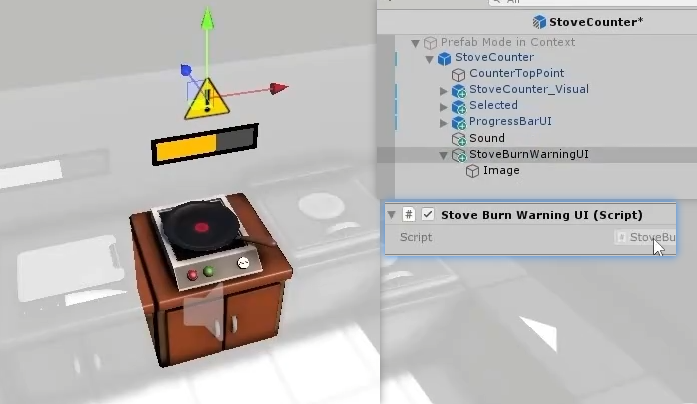 All
StoveCounter*
Prefab Mode in Context
StoveCounter
CounterTopPoint
StoveCounter_Visual
Selected
ProgressBarUI
Sound
StoveBurnWarningUI
Image
# Stove Burn Warning UI (Script)
Script StoveBu